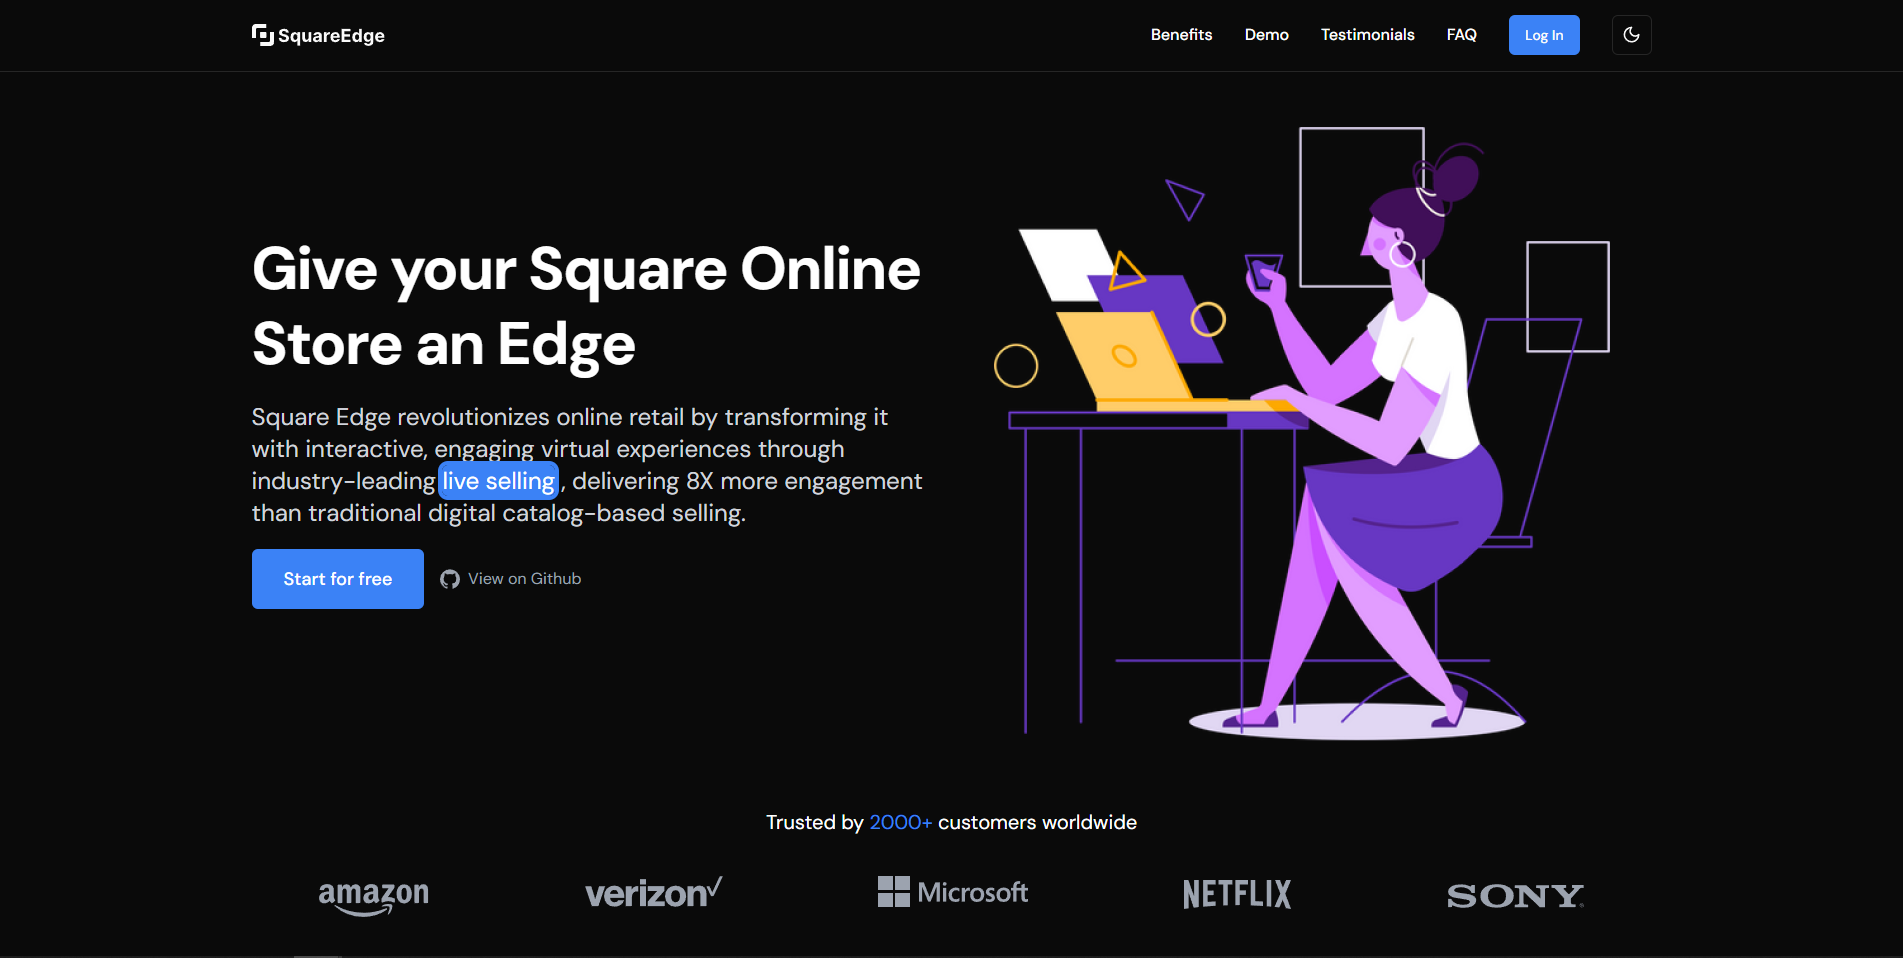 SquareEdge
Benefits
Demo
Testimonials
FAQ
Log In
Give your Square Online
Store an Edge
Square Edge revolutionizes online retail by transforming it
with interactive, engaging virtual experiences through
industry-leading live selling, delivering 8X more engagement
than traditional digital catalog-based selling.
Start for free
View on Github
Trusted by 2000+ customers worldwide
amazon
verizon✓
Microsoft
NETFLIX
SONY